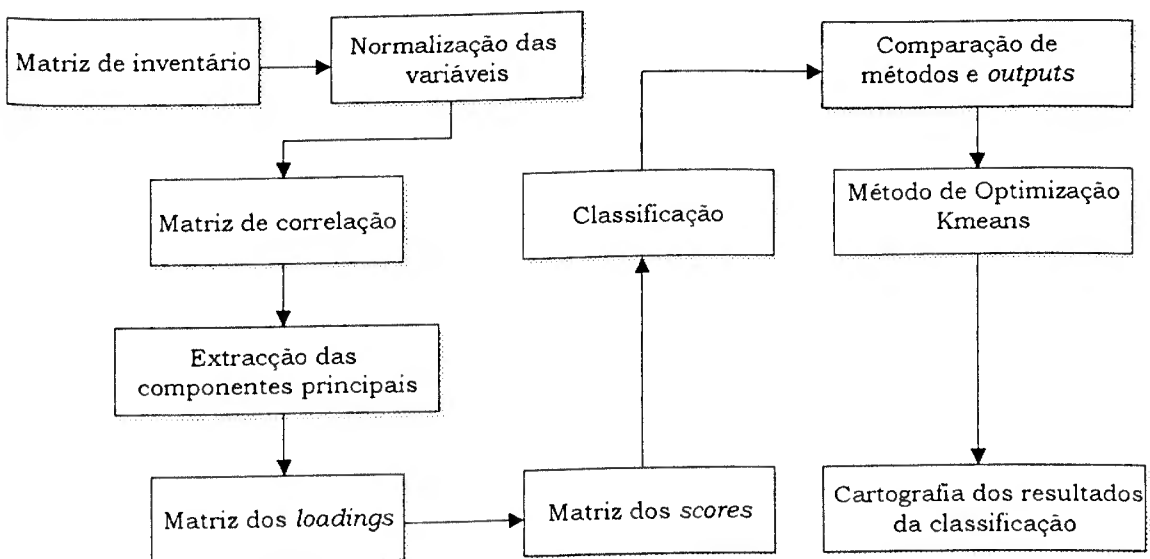 Matriz de inventário
Normalização das
variáveis
Matriz de correlação
Extracção das
componentes principais
Matriz dos loadings
Matriz dos scores
Classificação
Comparação de
métodos e outputs
Método de Optimização
Kmeans
Cartografia dos resultados
da classificação